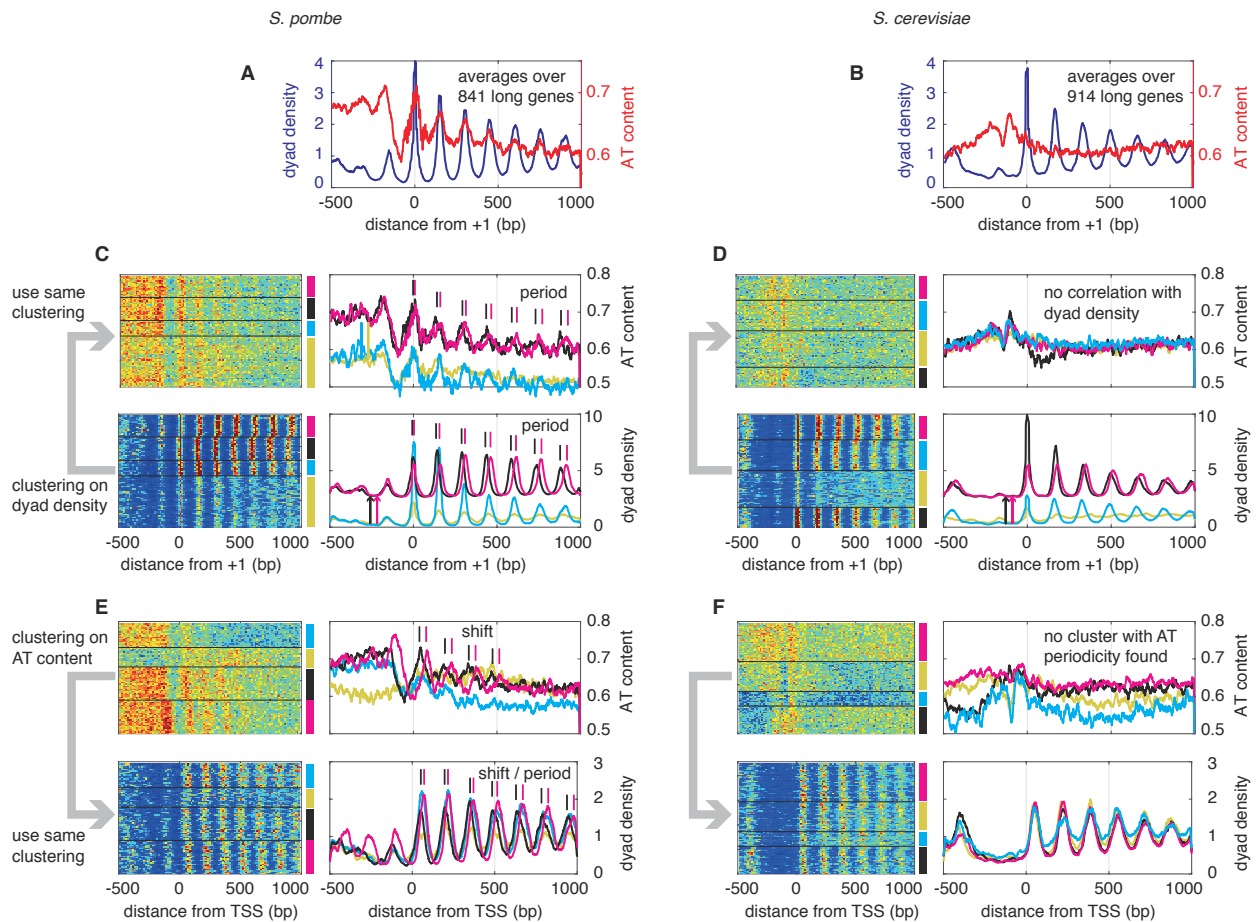 S. pombe
S. cerevisiae
A
averages over
841 long genes
dyad density
4
3
2
1
0
AT content
0.7
0.6
-500
0
500
1000
distance from +1 (bp)
B
averages over
914 long genes
dyad density
4
3
2
1
0
AT content
0.7
0.6
-500
0
500
1000
distance from +1 (bp)
C
use same
clustering
clustering on
dyad density
period
0.8
0.7
0.6
0.5
AT content
period
10
5
0
dyad density
-500
0
500
1000
distance from +1 (bp)
-500
0
500
1000
distance from +1 (bp)
D
no correlation with
dyad density
0.8
0.7
0.6
0.5
AT content
10
5
0
dyad density
-500
0
500
1000
distance from +1 (bp)
-500
0
500
1000
distance from +1 (bp)
E
clustering on
AT content
use same
clustering
shift
0.8
0.7
0.6
0.5
AT content
shift / period
3
2
1
0
dyad density
-500
0
500
1000
distance from TSS (bp)
-500
0
500
1000
distance from TSS (bp)
F
no cluster with AT
periodicity found
0.8
0.7
0.6
0.5
AT content
3
2
1
0
dyad density
-500
0
500
1000
distance from TSS (bp)
-500
0
500
1000
distance from TSS (bp)